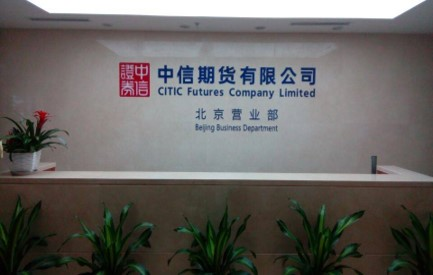 中信證券
中信期货有限公司
CITIC Futures Company Limited
北京营业部
Beijing Business Department